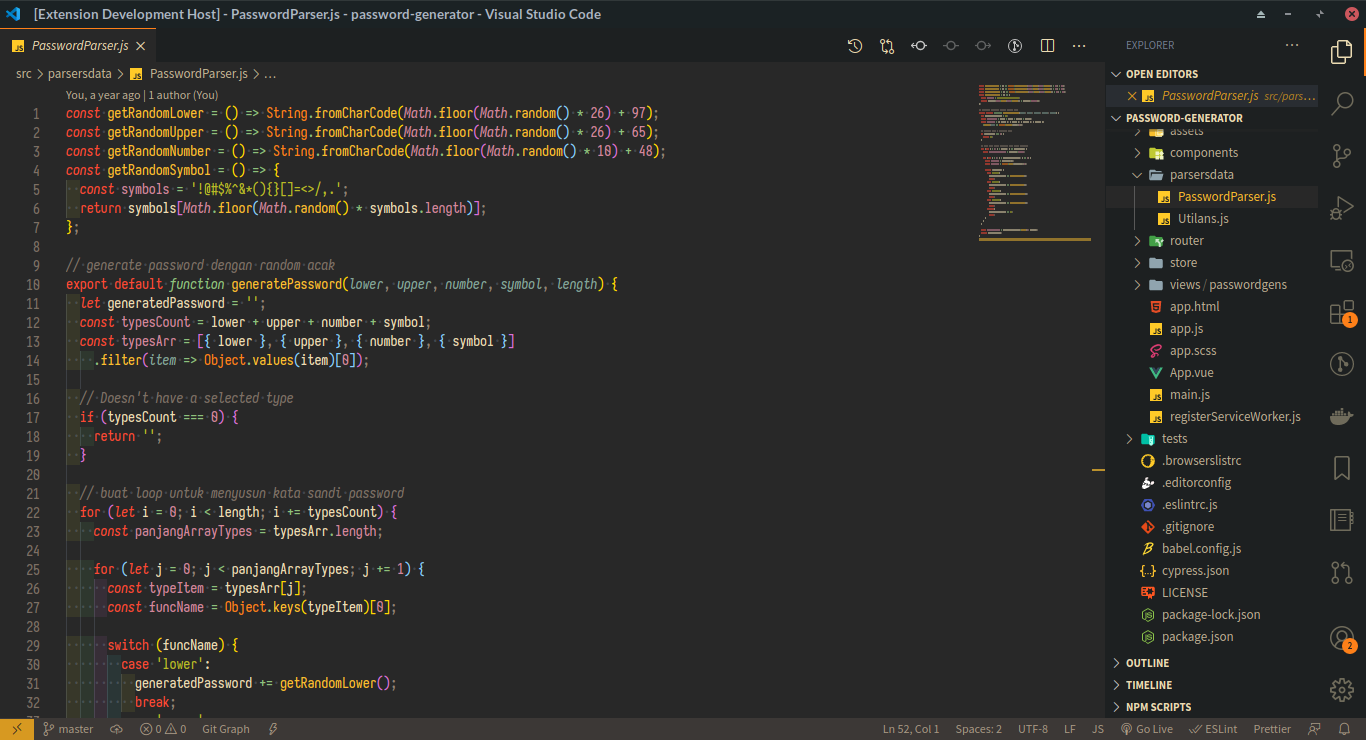 [Extension Development Host] - PasswordParser.js - password-generator - Visual Studio Code
JS PasswordParser.js
src > parsersdata > JS PasswordParser.js > ...
You, a year ago | 1 author (You)
1 const getRandomLower = () => String.fromCharCode(Math.floor(Math.random() * 26) + 97);
2 const getRandomUpper = () => String.fromCharCode(Math.floor(Math.random() * 26) + 65);
3 const getRandomNumber = () => String.fromCharCode(Math.floor(Math.random() * 10) + 48);
4 const getRandomSymbol = () => {
5 const symbols = '!@#$%^&*(){}[]=<>/,.';
6 return symbols[Math.floor(Math.random() * symbols.length)];
7 };
8
9 // generate password dengan random acak
10 export default function generatePassword(lower, upper, number, symbol, length) {
11 let generatedPassword = '';
12 const typesCount = lower + upper + number + symbol;
13 const typesArr = [{ lower }, { upper }, { number }, { symbol }]
14 .filter(item => Object.values(item)[0]);
15
16 // Doesn't have a selected type
17 if (typesCount === 0) {
18 return '';
19 }
20
21 // buat loop untuk menyusun kata sandi password
22 for (let i = 0; i < length; i += typesCount) {
23 const panjangArrayTypes = typesArr.length;
24
25 for (let j = 0; j < panjangArrayTypes; j += 1) {
26 const typeItem = typesArr[j];
27 const funcName = Object.keys(typeItem)[0];
28
29 switch (funcName) {
30 case 'lower':
31 generatedPassword += getRandomLower();
32 break;
EXPLORER
OPEN EDITORS
JS PasswordParser.js src/pars...
PASSWORD-GENERATOR
assets
components
parsersdata
JS PasswordParser.js
JS Utilans.js
router
store
views / passwordgens
app.html
JS app.js
app.scss
App.vue
JS main.js
JS registerServiceWorker.js
tests
.browserslistrc
.editorconfig
.eslintrc.js
.gitignore
babel.config.js
cypress.json
LICENSE
package-lock.json
package.json
OUTLINE
TIMELINE
NPM SCRIPTS
1
2
master
0
0
Git Graph
Ln 52, Col 1
Spaces: 2
UTF-8
LF
JS
Go Live
ESLint
Prettier